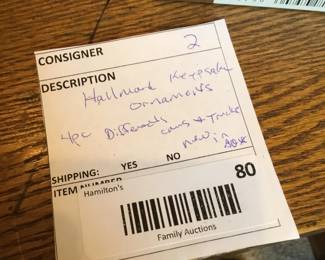 CONSIGNER 2
DESCRIPTION
Hallmark Keepsake
ornaments
4pc Different cars & Trucks
new in
Box
SHIPPING: YES NO
ITEM NUMBER
Hamilton's 80
Family Auctions